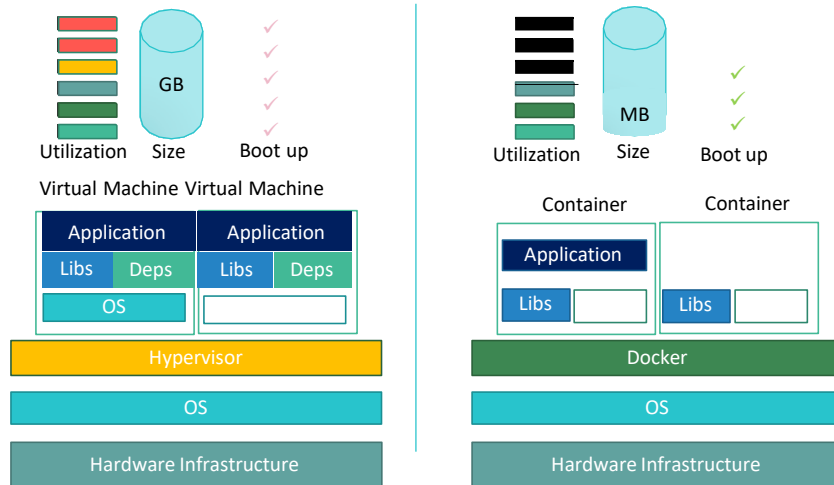 GB
Utilization
Size
Boot up
Virtual Machine Virtual Machine
Application
Application
Libs
Deps
Libs
Deps
OS
Hypervisor
OS
Hardware Infrastructure
MB
Utilization
Size
Boot up
Container
Container
Application
Libs
Libs
Docker
OS
Hardware Infrastructure